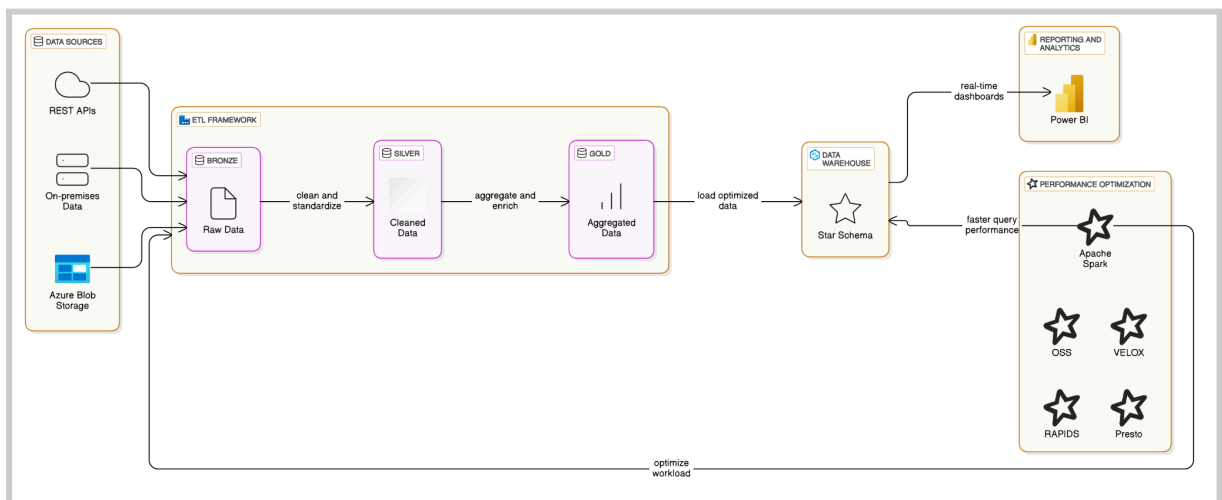 DATA SOURCES
REST APIs
On-premises
Data
Azure Blob
Storage
ETL FRAMEWORK
BRONZE
Raw Data
clean and
standardize
SILVER
Cleaned
Data
aggregate and
enrich
GOLD
Aggregated
Data
load optimized
data
DATA
WAREHOUSE
Star Schema
real-time
dashboards
REPORTING AND
ANALYTICS
Power BI
PERFORMANCE OPTIMIZATION
faster query
performance
Apache
Spark
OSS
VELOX
RAPIDS
Presto
optimize
workload